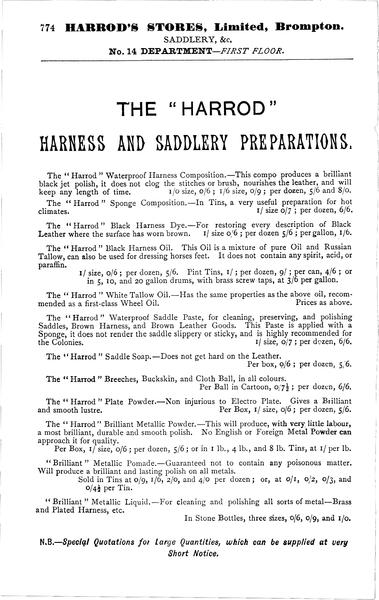 774 HARROD'S STORES, Limited, Brompton.
SADDLERY, &c.
No. 14 DEPARTMENT—FIRST FLOOR.
THE "HARROD"
HARNESS AND SADDLERY PREPARATIONS.
The "Harrod" Waterproof Harness Composition.—This compo produces a brilliant
black jet polish, it does not clog the stitches or brush, nourishes the leather, and will
keep any length of time. 1/0 size, 0/6; 1/6 size, 0/9; per dozen, 5/6 and 8/0.
The "Harrod" Sponge Composition.—In Tins, a very useful preparation for hot
climates. 1/ size 0/7; per dozen, 6/6.
The "Harrod" Black Harness Dye.—For restoring every description of Black
Leather where the surface has worn brown. 1/ size 0/6; per dozen 5/6; per gallon, 1/6.
The "Harrod" Black Harness Oil. This Oil is a mixture of pure Oil and Russian
Tallow, can also be used for dressing horses feet. It does not contain any spirit, acid, or
paraffin.
1/ size, 0/6; per dozen, 5/6. Pint Tins, 1/; per dozen, 9/; per can, 4/6; or
in 5, 10, and 20 gallon drums, with brass screw taps, at 3/6 per gallon.
The "Harrod" White Tallow Oil.—Has the same properties as the above oil, recom-
mended as a first-class Wheel Oil. Prices as above.
The "Harrod" Waterproof Saddle Paste, for cleaning, preserving, and polishing
Saddles, Brown Harness, and Brown Leather Goods. This Paste is applied with a
Sponge, it does not render the saddle slippery or sticky, and is highly recommended for
the Colonies. 1/ size, 0/7; per dozen, 6/6.
The "Harrod" Saddle Soap.—Does not get hard on the Leather.
Per box, 0/6; per dozen, 5/6.
The "Harrod" Breeches, Buckskin, and Cloth Ball, in all colours.
Per Ball in Carton, 0/7½; per dozen, 6/6.
The "Harrod" Plate Powder.—Non injurious to Electro Plate. Gives a Brilliant
and smooth lustre. Per Box, 1/ size, 0/6; per dozen, 5/6.
The "Harrod" Brilliant Metallic Powder.—This will produce, with very little labour,
a most brilliant, durable and smooth polish. No English or Foreign Metal Powder can
approach it for quality.
Per Box, 1/ size, 0/6; per dozen, 5/6; or in 1 lb., 4 lb., and 8 lb. Tins, at 1/ per lb.
"Brilliant" Metallic Pomade.—Guaranteed not to contain any poisonous matter.
Will produce a brilliant and lasting polish on all metals.
Sold in Tins at 0/9, 1/6, 2/0, and 4/0 per dozen; or, at 0/1, 0/2, 0/3, and
0/4½ per Tin.
"Brilliant" Metallic Liquid.—For cleaning and polishing all sorts of metal—Brass
and Plated Harness, etc.
In Stone Bottles, three sizes, 0/6, 0/9, and 1/0.
N.B.—Special Quotations for Large Quantities, which can be supplied at very
Short Notice.